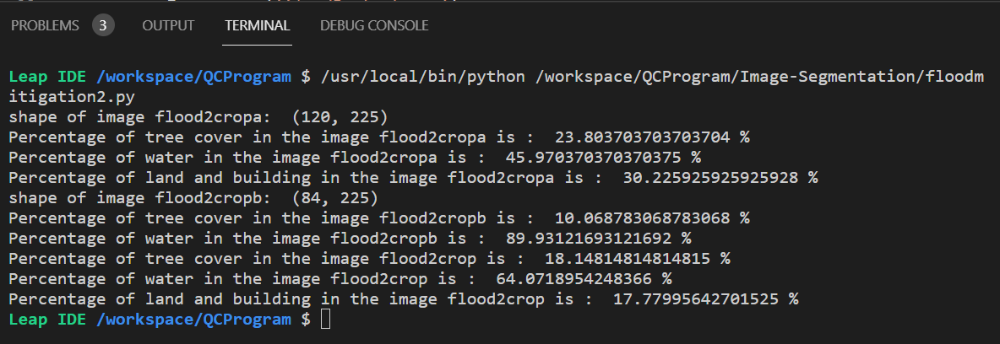 PROBLEMS 3 OUTPUT TERMINAL DEBUG CONSOLE
Leap IDE /workspace/QCProgram $ /usr/local/bin/python /workspace/QCProgram/Image-Segmentation/floodm
itigation2.py
shape of image flood2cropa:  (120, 225)
Percentage of tree cover in the image flood2cropa is :  23.803703703703704 %
Percentage of water in the image flood2cropa is :  45.970370370370375 %
Percentage of land and building in the image flood2cropa is :  30.225925925925928 %
shape of image flood2cropb:  (84, 225)
Percentage of tree cover in the image flood2cropb is :  10.068783068783068 %
Percentage of water in the image flood2cropb is :  89.93121693121692 %
Percentage of tree cover in the image flood2crop is :  18.14814814814815 %
Percentage of water in the image flood2crop is :  64.0718954248366 %
Percentage of land and building in the image flood2crop is :  17.77995642701525 %
Leap IDE /workspace/QCProgram $